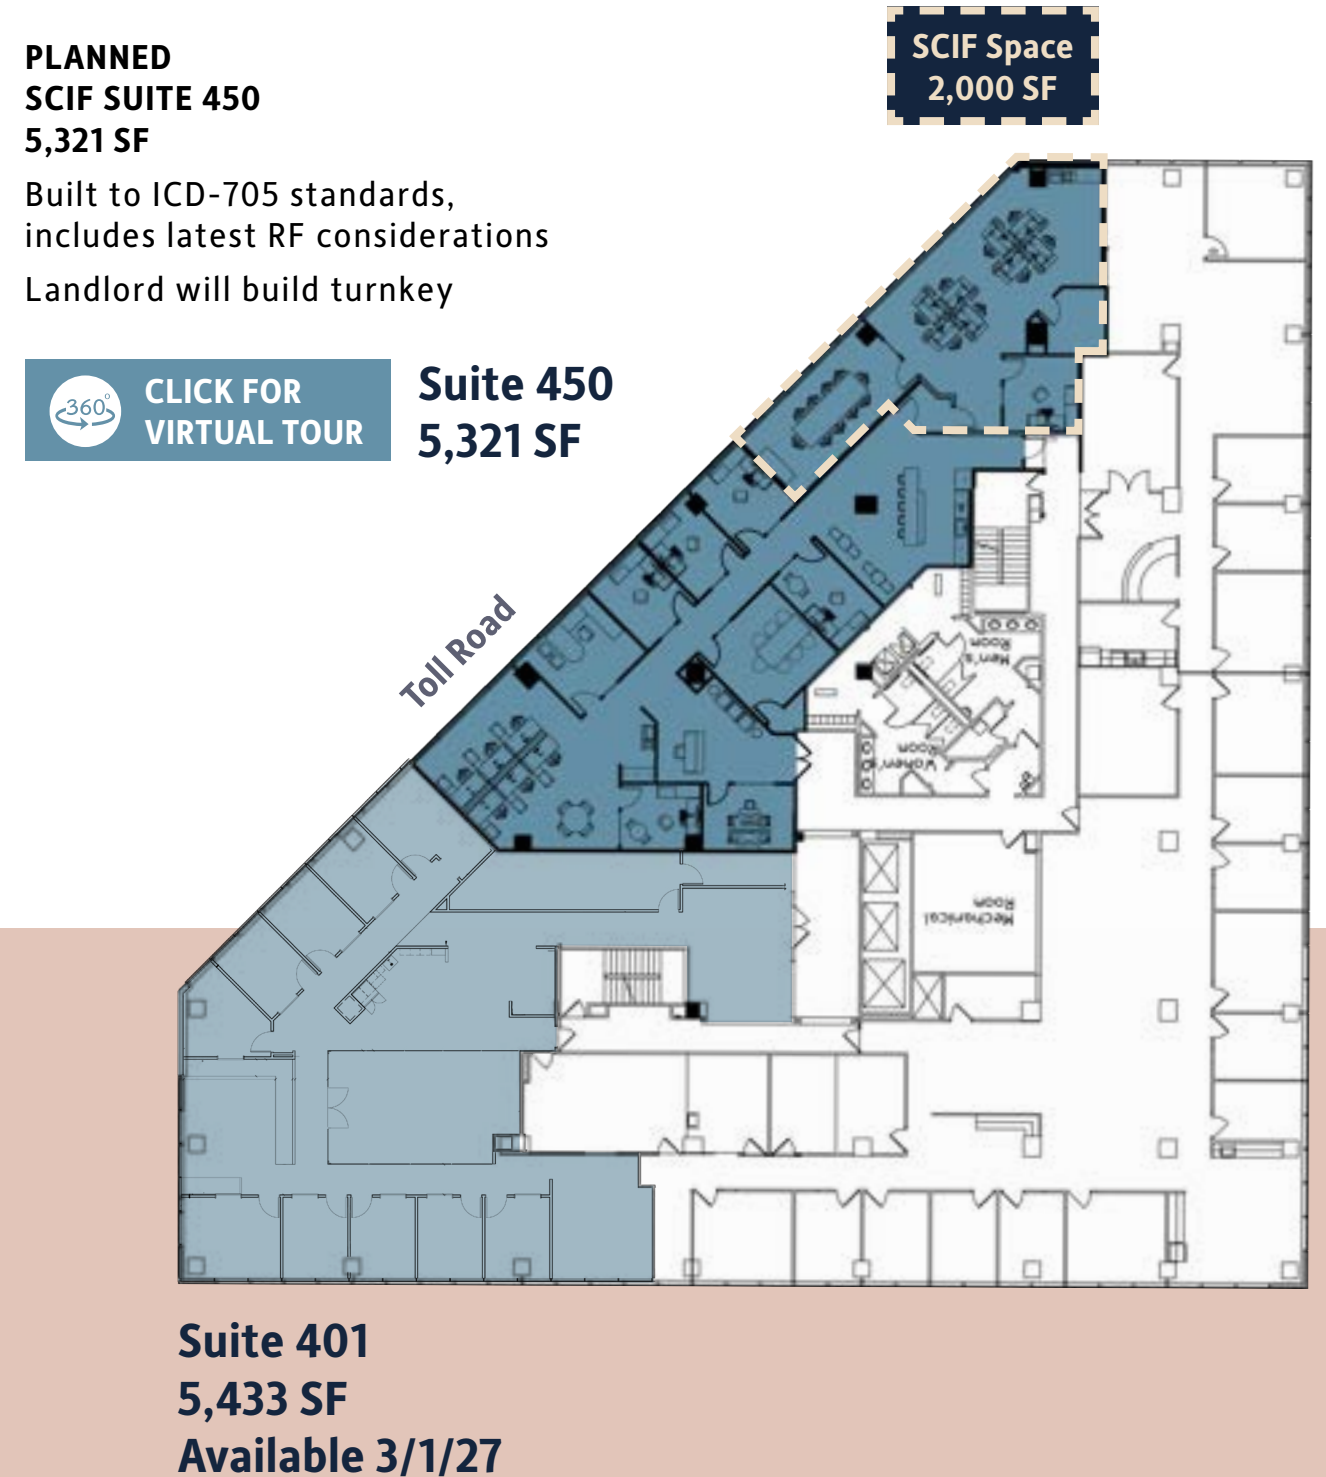 PLANNED
SCIF SUITE 450
5,321 SF
Built to ICD-705 standards,
includes latest RF considerations
Landlord will build turnkey
360°
CLICK FOR
VIRTUAL TOUR
Suite 450
5,321 SF
SCIF Space
2,000 SF
Toll Road
Men's
Room
Women's
Room
Mechanical
Room
Suite 401
5,433 SF
Available 3/1/27